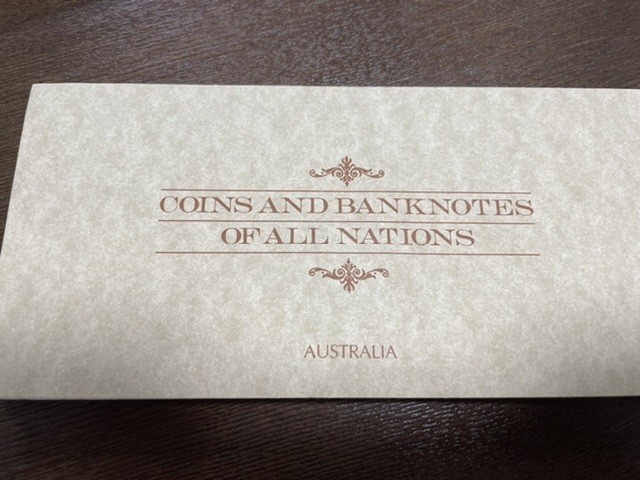 COINS AND BANKNOTES
OF ALL NATIONS
AUSTRALIA